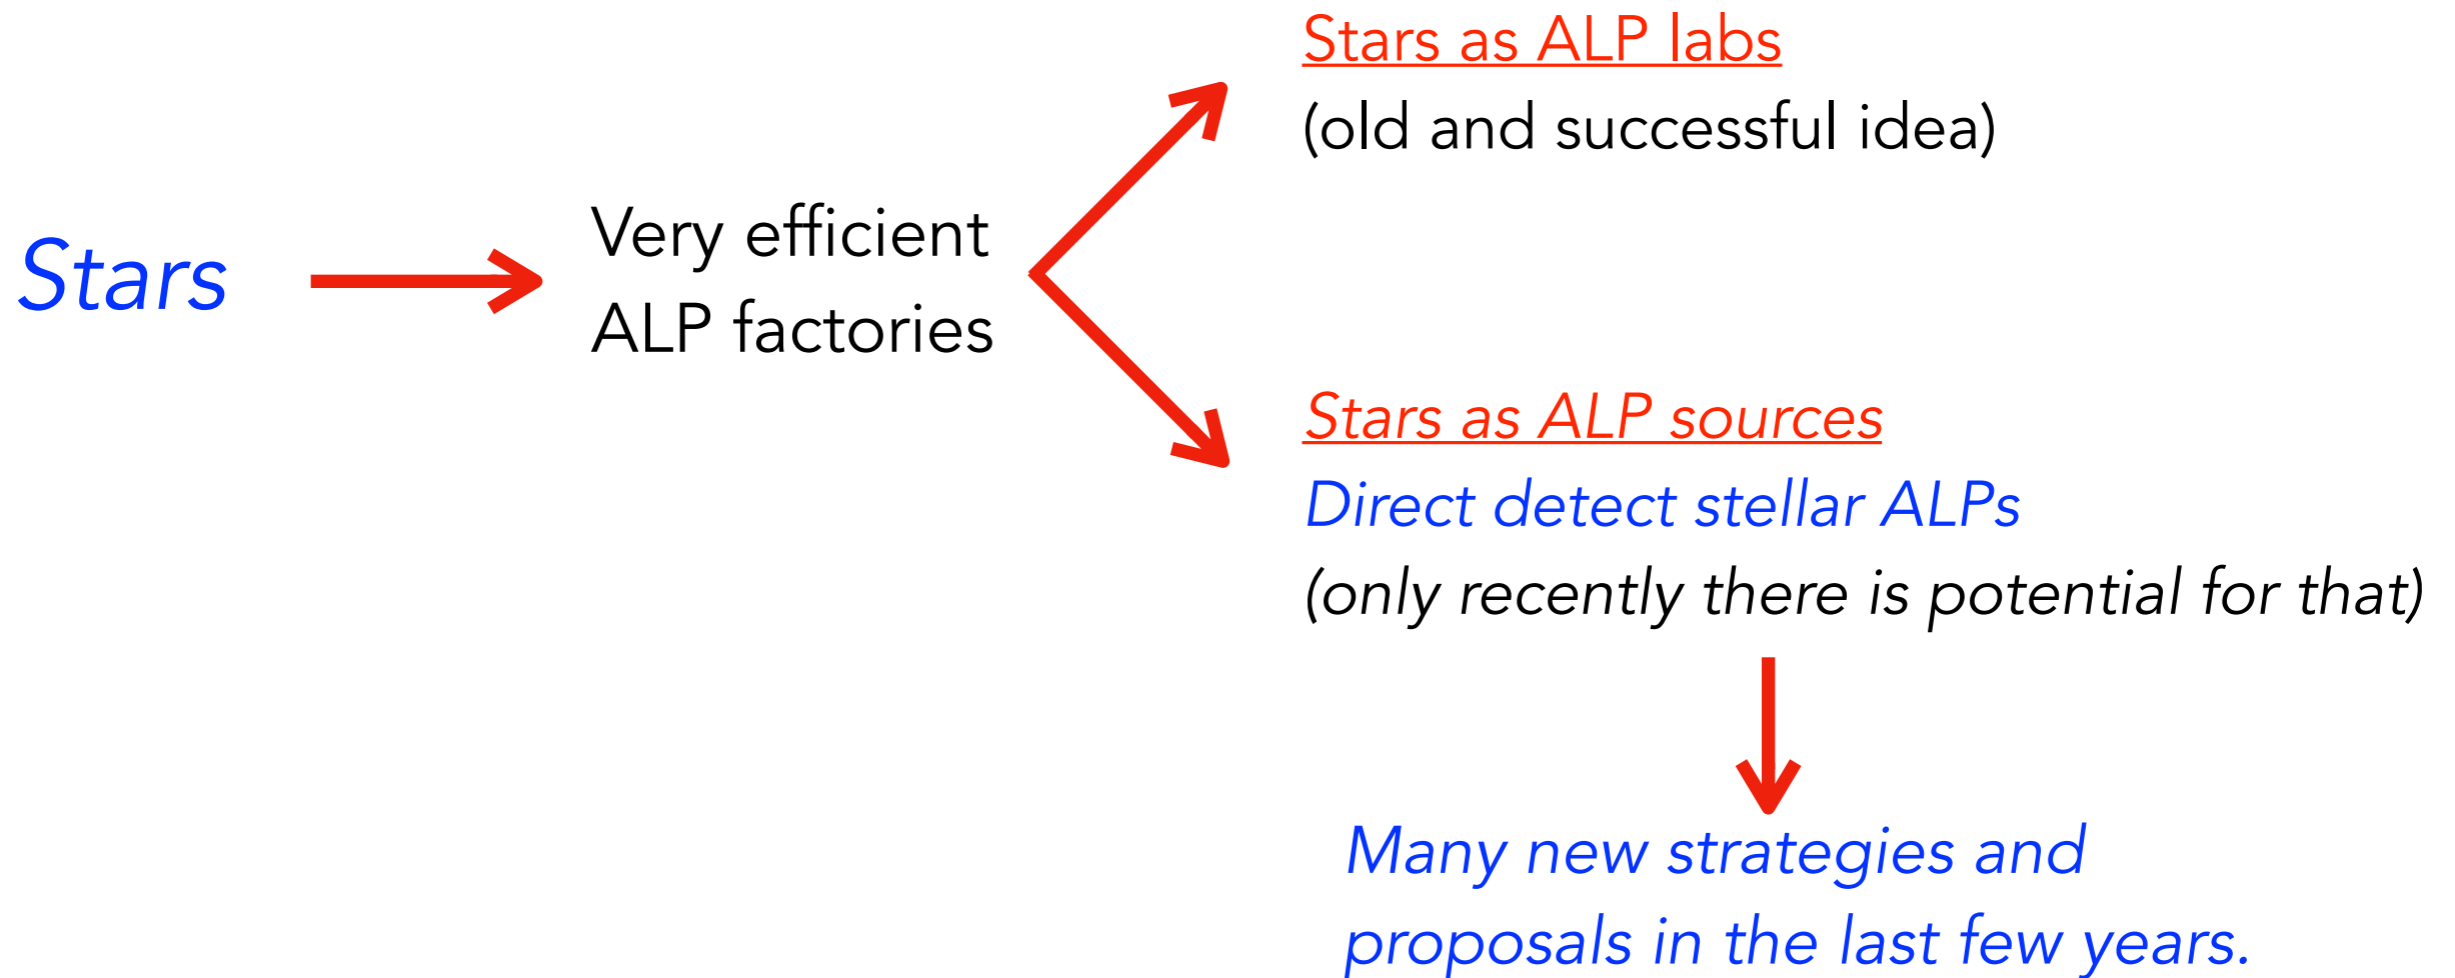 Stars
Very efficient
ALP factories
Stars as ALP labs
(old and successful idea)
Stars as ALP sources
Direct detect stellar ALPs
(only recently there is potential for that)
Many new strategies and
proposals in the last few years.